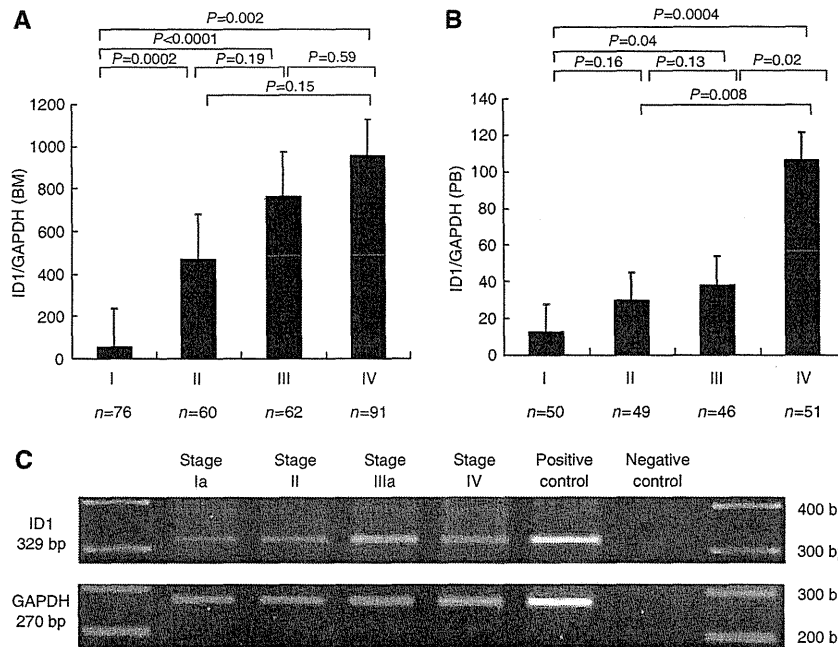 A
P=0.002
P<0.0001
P=0.0002
P=0.19
P=0.59
P=0.15
1200
1000
800
600
400
200
0
ID1/GAPDH (BM)
I
II
III
IV
n=76
n=60
n=62
n=91
B
P=0.0004
P=0.04
P=0.16
P=0.13
P=0.02
P=0.008
140
120
100
80
60
40
20
0
ID1/GAPDH (PB)
I
II
III
IV
n=50
n=49
n=46
n=51
C
Stage Ia
Stage II
Stage IIIa
Stage IV
Positive control
Negative control
ID1
329 bp
400 b
300 b
GAPDH
270 bp
300 b
200 b